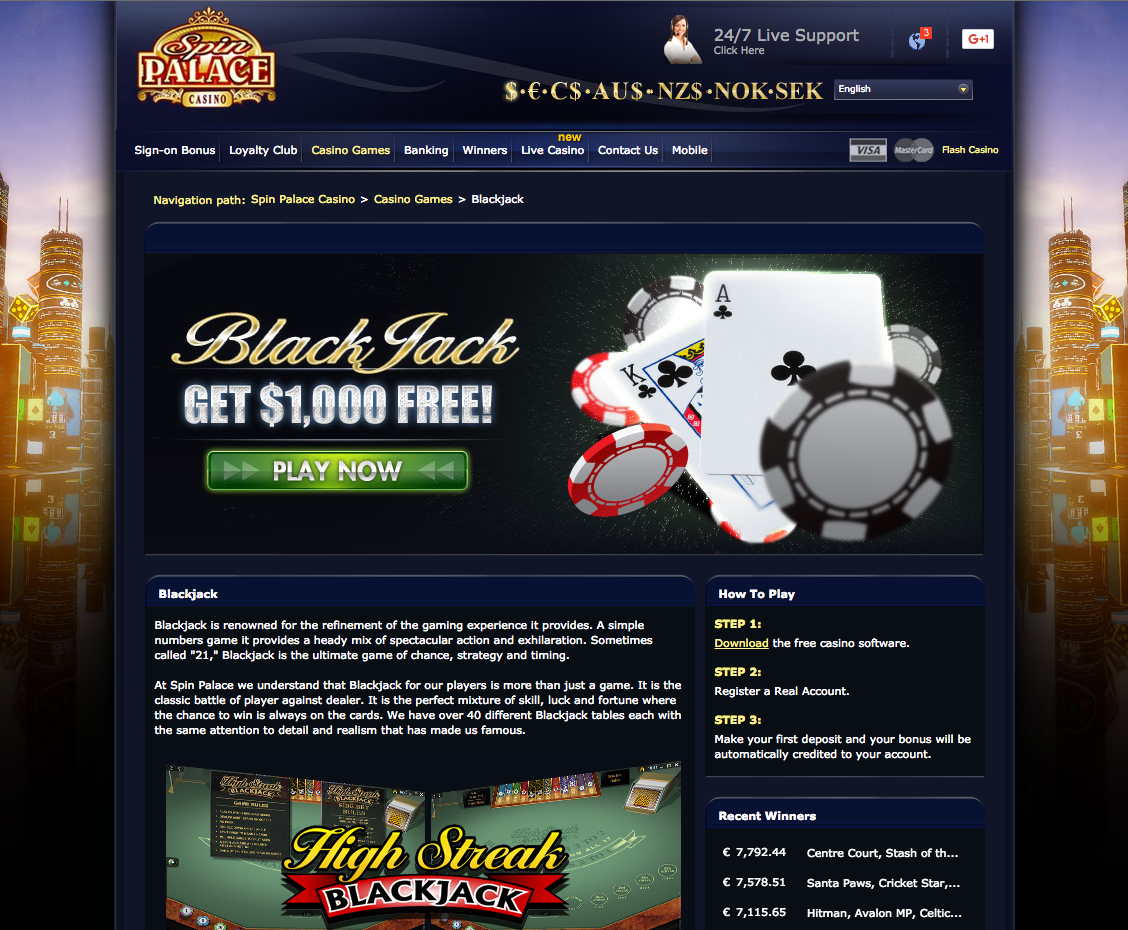 Spin
PALACE
CASINO
24/7 Live Support
Click Here
3
G+1
$·€·C$·AU$·NZ$·NOK·SEK
English
new
Sign-on Bonus
Loyalty Club
Casino Games
Banking
Winners
Live Casino
Contact Us
Mobile
VISA
MasterCard
Flash Casino
Navigation path: Spin Palace Casino > Casino Games > Blackjack
BlackJack
GET $1,000 FREE!
PLAY NOW
A
K
Blackjack
Blackjack is renowned for the refinement of the gaming experience it provides. A simple
numbers game it provides a heady mix of spectacular action and exhilaration. Sometimes
called "21," Blackjack is the ultimate game of chance, strategy and timing.
At Spin Palace we understand that Blackjack for our players is more than just a game. It is the
classic battle of player against dealer. It is the perfect mixture of skill, luck and fortune where
the chance to win is always on the cards. We have over 40 different Blackjack tables each with
the same attention to detail and realism that has made us famous.
High Streak
BLACKJACK
GAME RULES
SIDE BET
RULES
High Streak
BLACKJACK
How To Play
STEP 1:
Download the free casino software.
STEP 2:
Register a Real Account.
STEP 3:
Make your first deposit and your bonus will be
automatically credited to your account.
Recent Winners
€ 7,792.44 Centre Court, Stash of th...
€ 7,578.51 Santa Paws, Cricket Star,...
€ 7,115.65 Hitman, Avalon MP, Celtic...